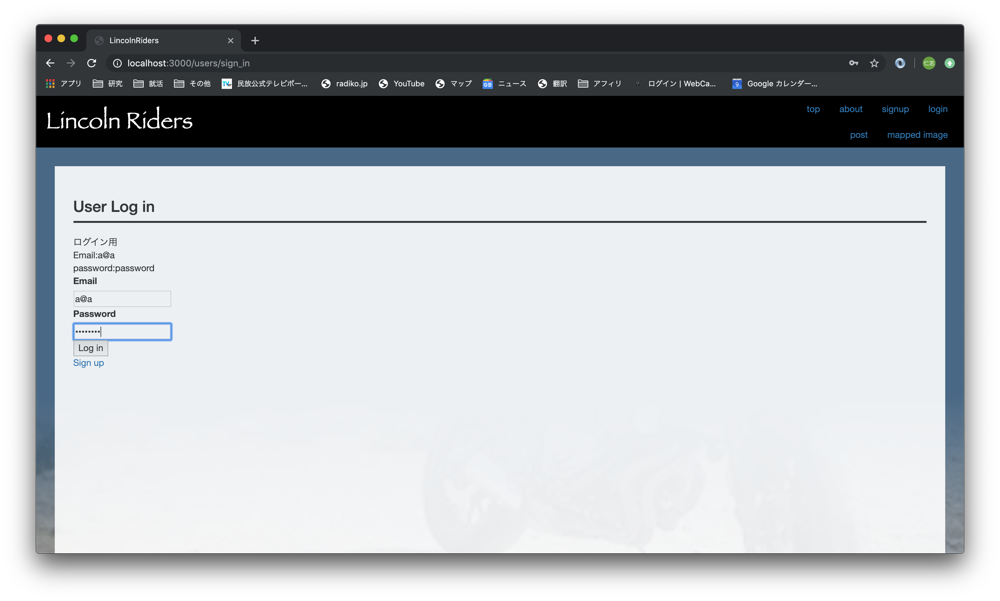 LincolnRiders
localhost:3000/users/sign_in
仁志
アプリ 研究 就活 その他 TVer 民放公式テレビポー... radiko.jp YouTube マップ GE ニュース 翻訳 アフィリ W ログイン | WebCa... 9 Google カレンダー...
Lincoln Riders
top about signup login
post mapped image
User Log in
ログイン用
Email:a@a
password:password
Email
a@a
Password
••••••••
Log in
Sign up